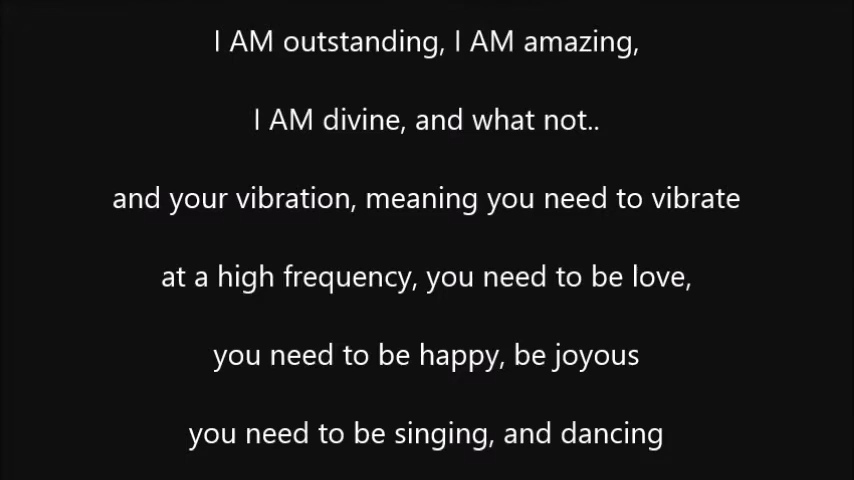 I AM outstanding, I AM amazing,
I AM divine, and what not..
and your vibration, meaning you need to vibrate
at a high frequency, you need to be love,
you need to be happy, be joyous
you need to be singing, and dancing